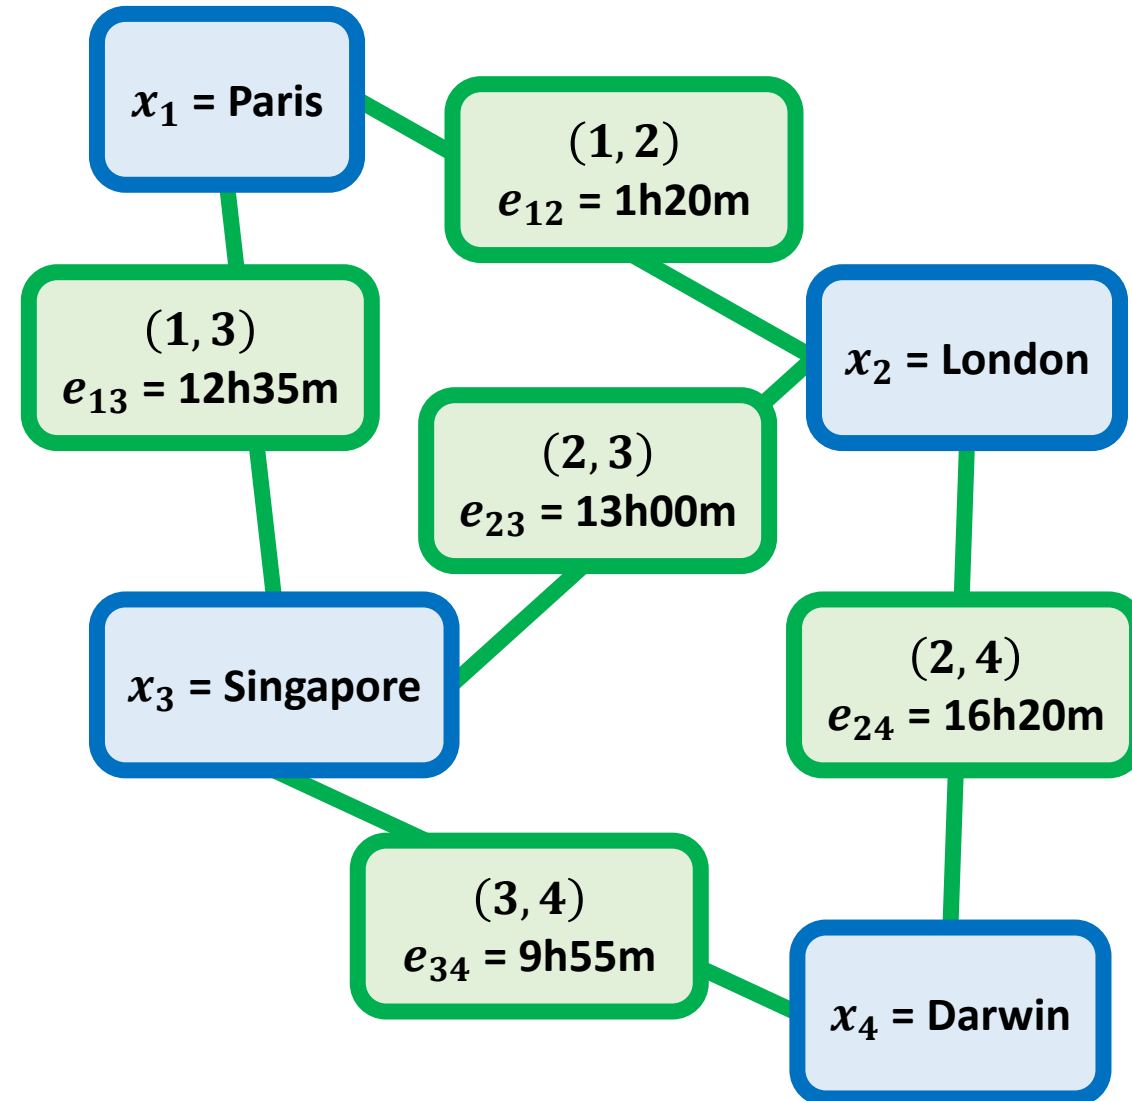 x₁ = Paris
(1, 2)
e₁₂ = 1h20m
(1, 3)
e₁₃ = 12h35m
x₂ = London
(2, 3)
e₂₃ = 13h00m
x₃ = Singapore
(2, 4)
e₂₄ = 16h20m
(3, 4)
e₃₄ = 9h55m
x₄ = Darwin